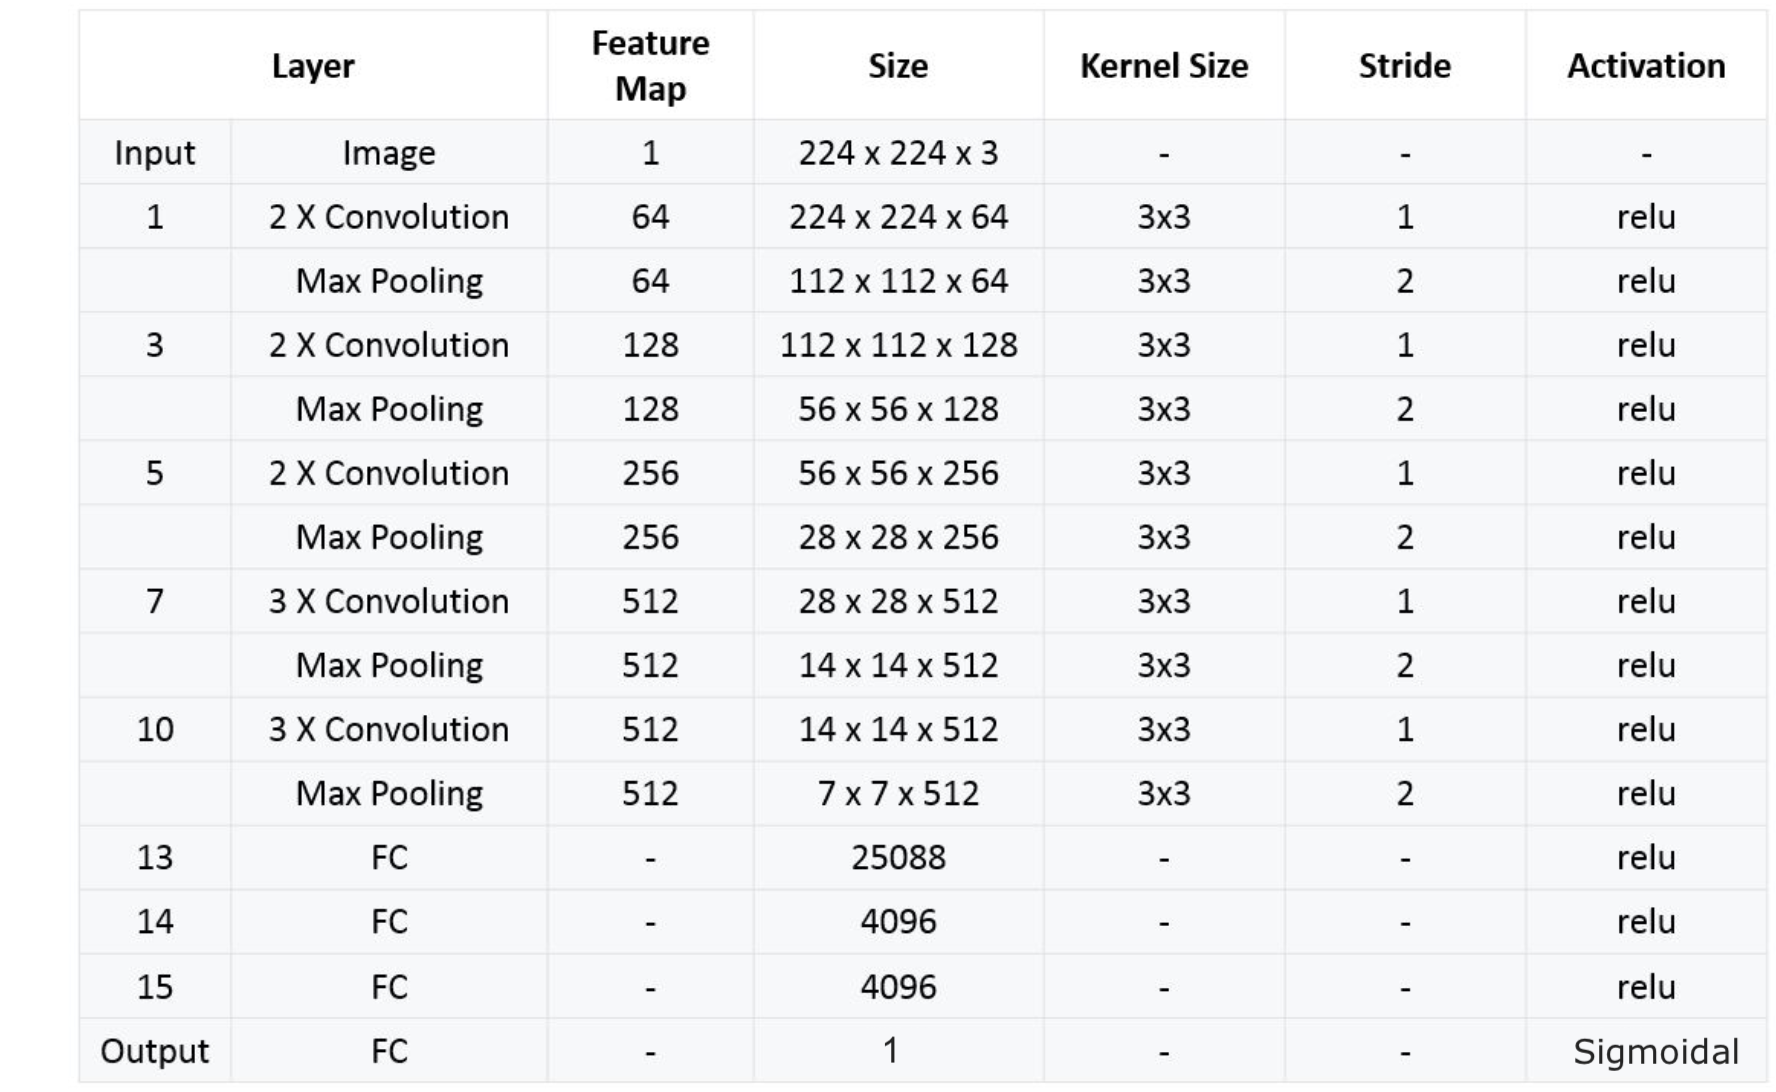 Layer Feature Map Size Kernel Size Stride Activation
Input Image 1 224 x 224 x 3 - - -
1 2 X Convolution 64 224 x 224 x 64 3x3 1 relu
Max Pooling 64 112 x 112 x 64 3x3 2 relu
3 2 X Convolution 128 112 x 112 x 128 3x3 1 relu
Max Pooling 128 56 x 56 x 128 3x3 2 relu
5 2 X Convolution 256 56 x 56 x 256 3x3 1 relu
Max Pooling 256 28 x 28 x 256 3x3 2 relu
7 3 X Convolution 512 28 x 28 x 512 3x3 1 relu
Max Pooling 512 14 x 14 x 512 3x3 2 relu
10 3 X Convolution 512 14 x 14 x 512 3x3 1 relu
Max Pooling 512 7 x 7 x 512 3x3 2 relu
13 FC - 25088 - - relu
14 FC - 4096 - - relu
15 FC - 4096 - - relu
Output FC - 1 - - Sigmoidal